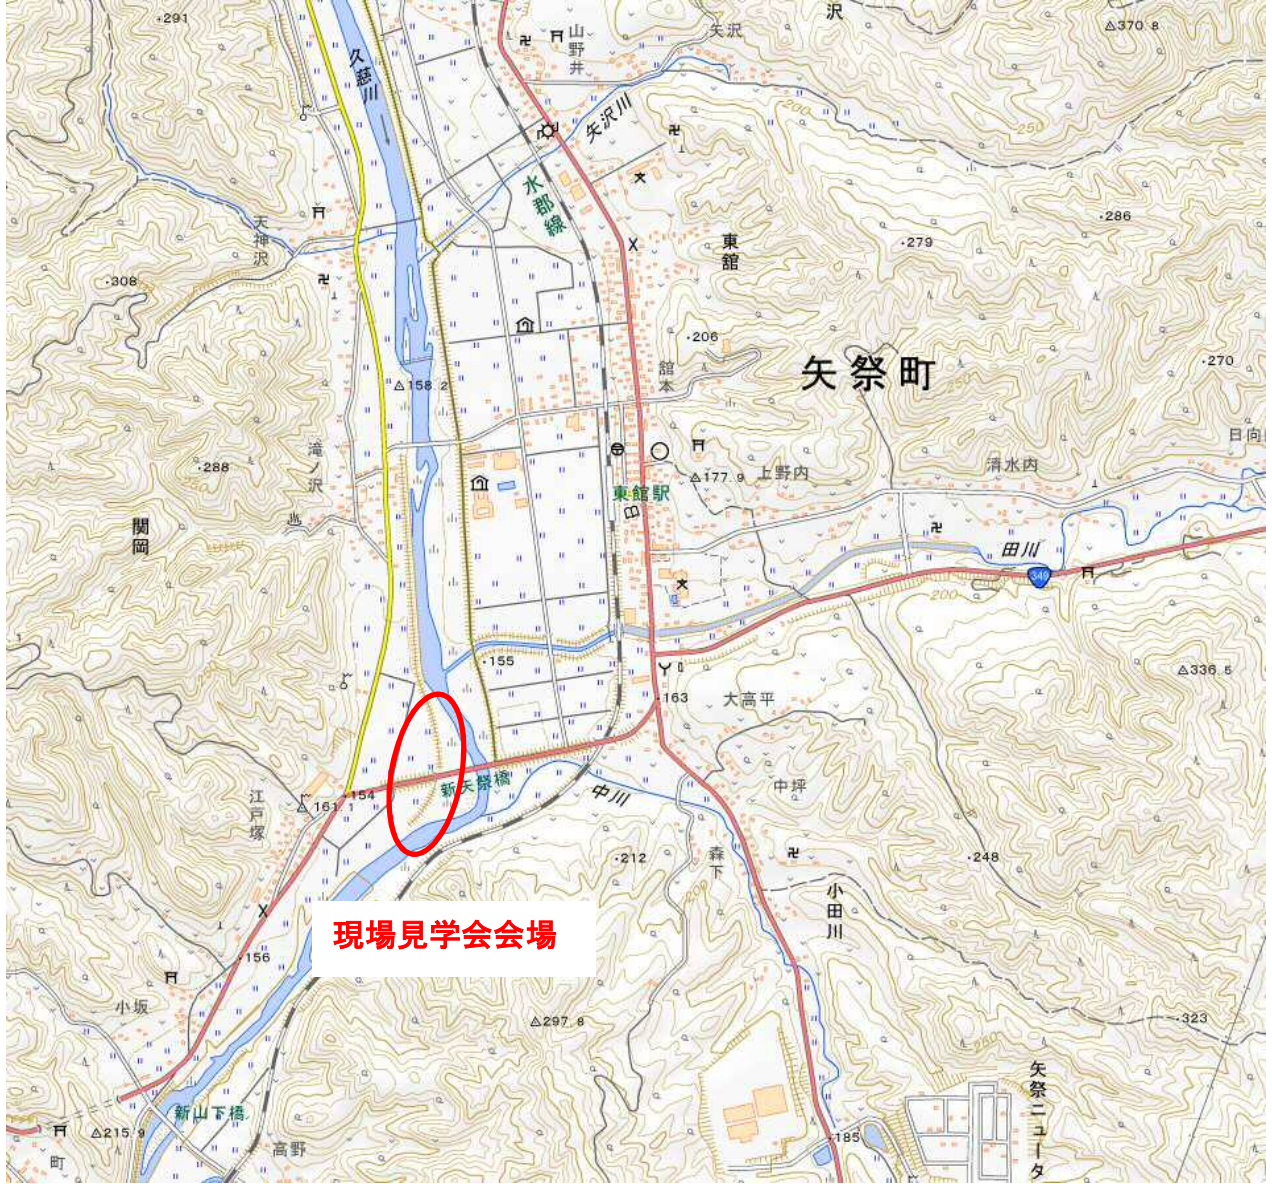 291
沢
370.8
山野井
矢沢
久慈川
200
矢沢川
250
水郡線
天神沢
286
東舘
279
308
206
矢祭町
270
158.2
舘本
250
滝ノ沢
日向
288
清水内
177.9
上野内
東館駅
関岡
田川
349
200
155
336.5
163
大高平
新矢祭橋
中川
中坪
154
161.1
江戸塚
212
森下
248
200
小田川
現場見学会会場
156
小坂
297.8
323
250
矢祭ニュータ
新山下橋
215.9
185
高野
町